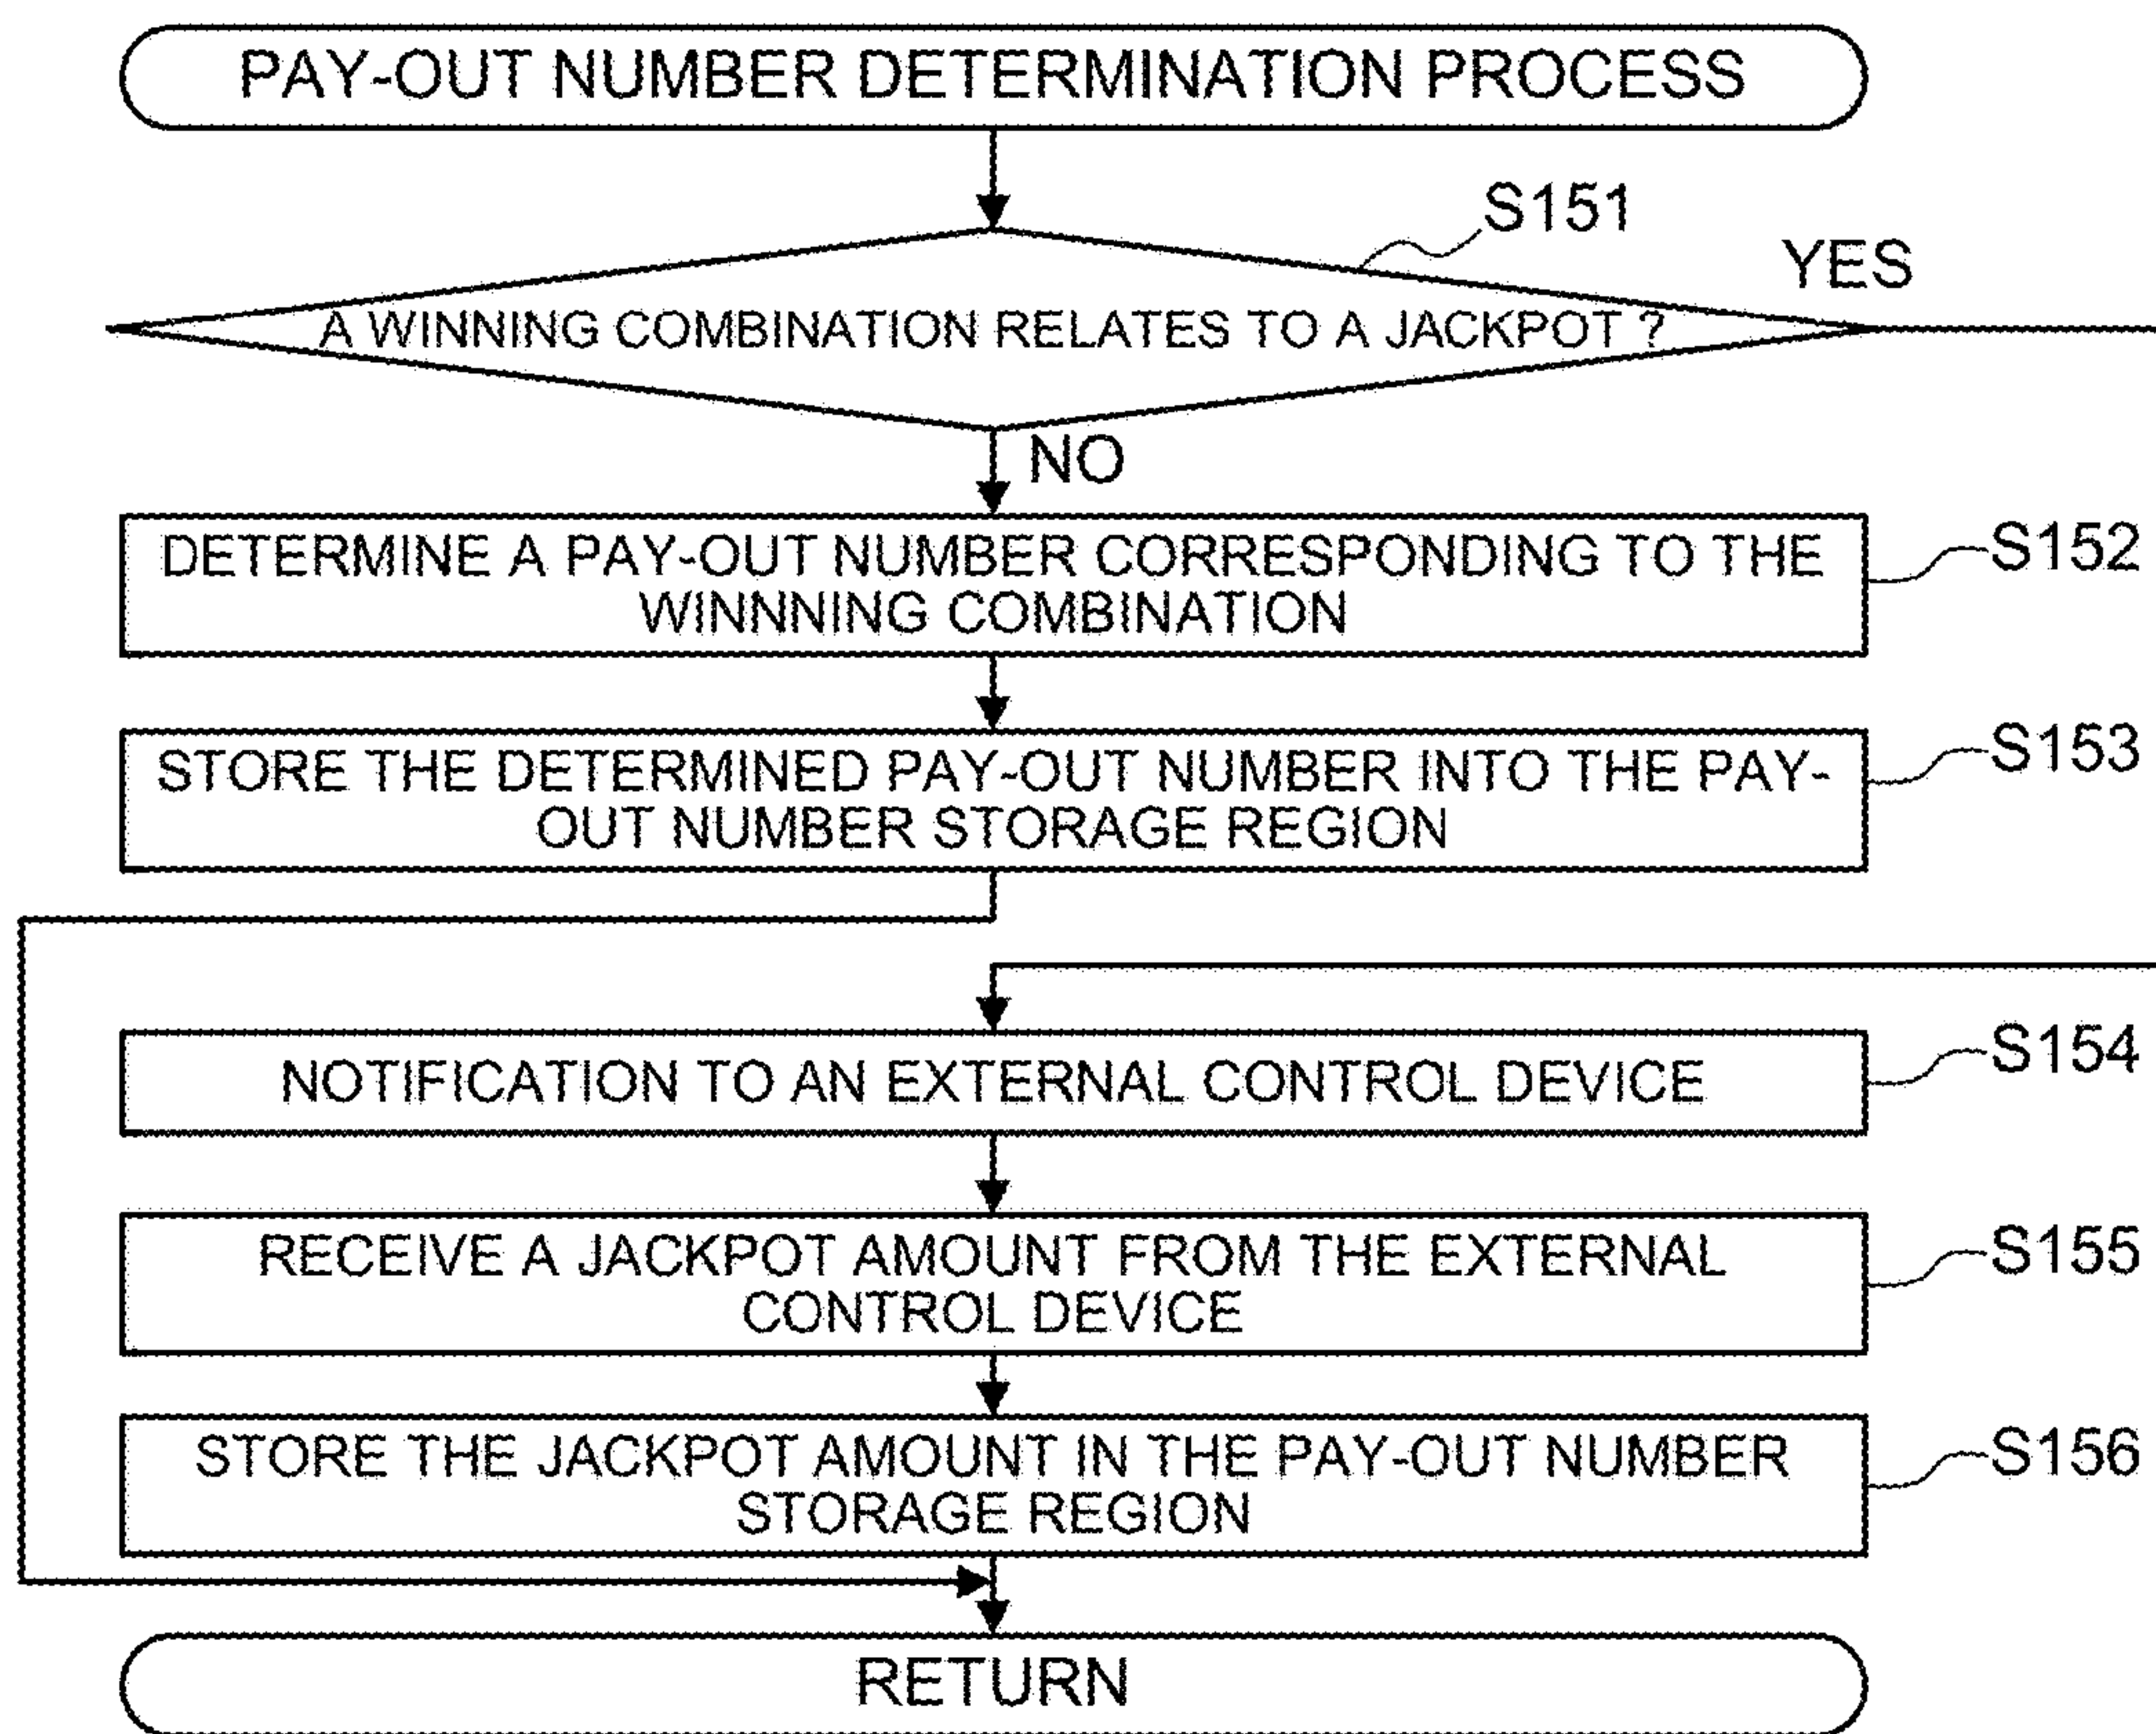 PAY-OUT NUMBER DETERMINATION PROCESS
S151
YES
A WINNING COMBINATION RELATES TO A JACKPOT ?
NO
DETERMINE A PAY-OUT NUMBER CORRESPONDING TO THE
WINNNING COMBINATION
S152
STORE THE DETERMINED PAY-OUT NUMBER INTO THE PAY-
OUT NUMBER STORAGE REGION
S153
NOTIFICATION TO AN EXTERNAL CONTROL DEVICE
S154
RECEIVE A JACKPOT AMOUNT FROM THE EXTERNAL
CONTROL DEVICE
S155
STORE THE JACKPOT AMOUNT IN THE PAY-OUT NUMBER
STORAGE REGION
S156
RETURN